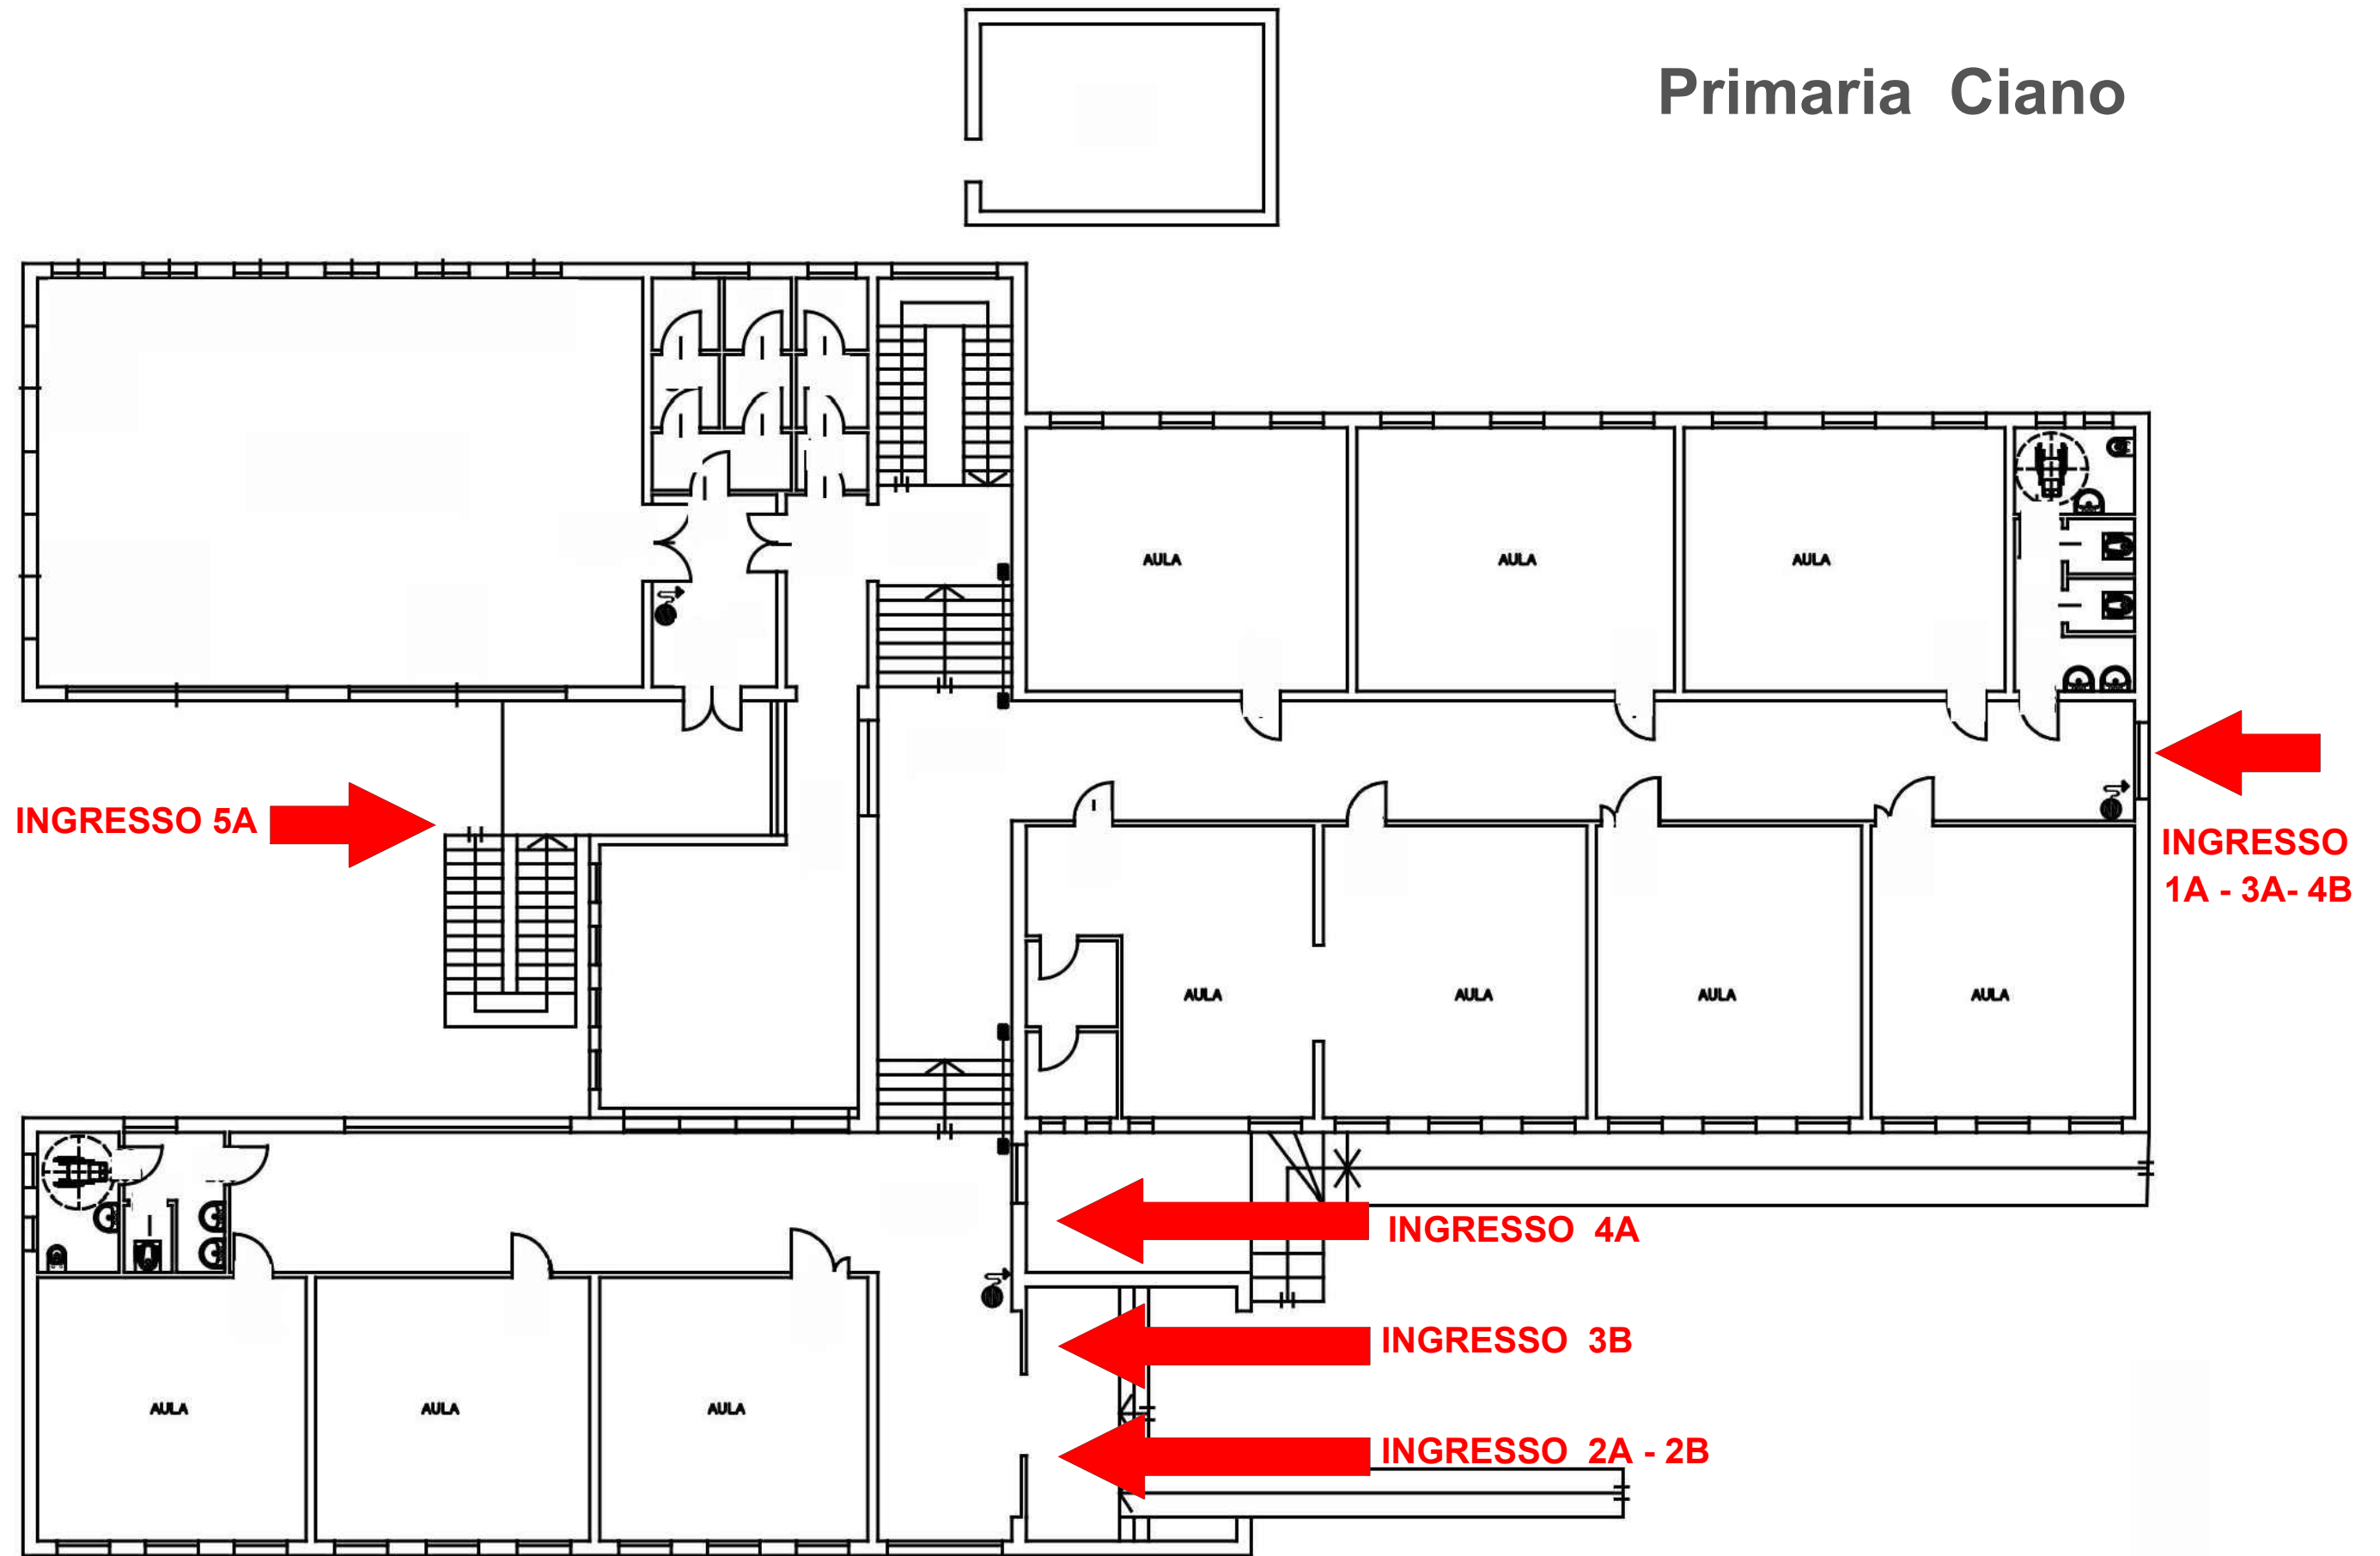 Primaria Ciano
AULA
AULA
AULA
INGRESSO 5A
INGRESSO
1A - 3A- 4B
AULA
AULA
AULA
AULA
INGRESSO 4A
INGRESSO 3B
AULA
AULA
AULA
INGRESSO 2A - 2B